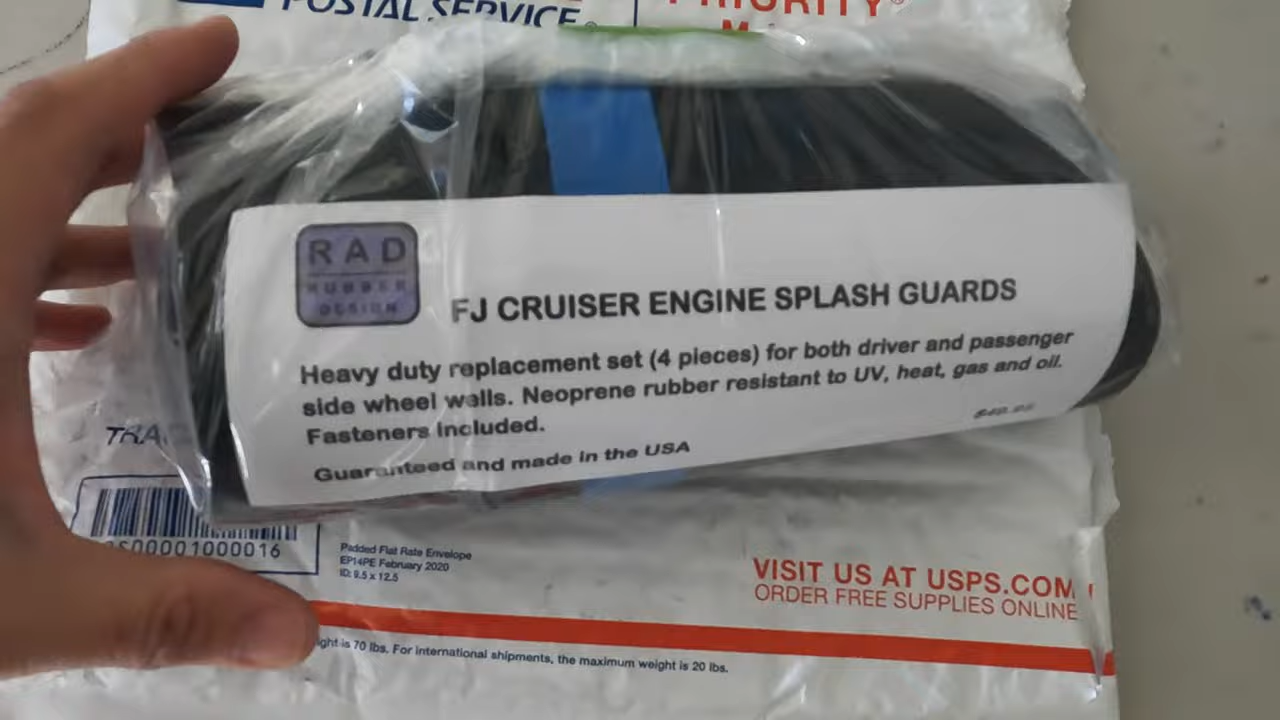 POSTAL SERVICE®
PRIORITY®
RAD
RUBBER
DESIGN
FJ CRUISER ENGINE SPLASH GUARDS
Heavy duty replacement set (4 pieces) for both driver and passenger
side wheel wells. Neoprene rubber resistant to UV, heat, gas and oil.
Fasteners included.
$49.95
Guaranteed and made in the USA
TRA
00001000016
Padded Flat Rate Envelope
EP14PE February 2020
ID: 9.5 x 12.5
VISIT US AT USPS.COM
ORDER FREE SUPPLIES ONLINE
is 70 lbs. For international shipments, the maximum weight is 20 lbs.